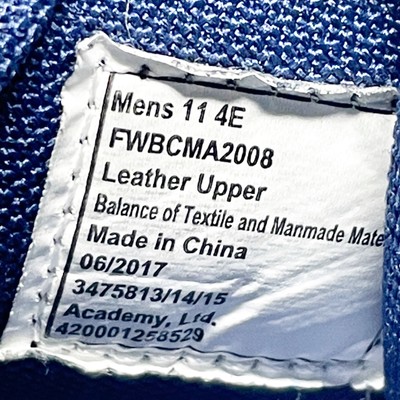 Mens 11 4E
FWBCMA2008
Leather Upper
Balance of Textile and Manmade Mate
Made in China
06/2017
3475813/14/15
Academy, Ltd.
420001258529